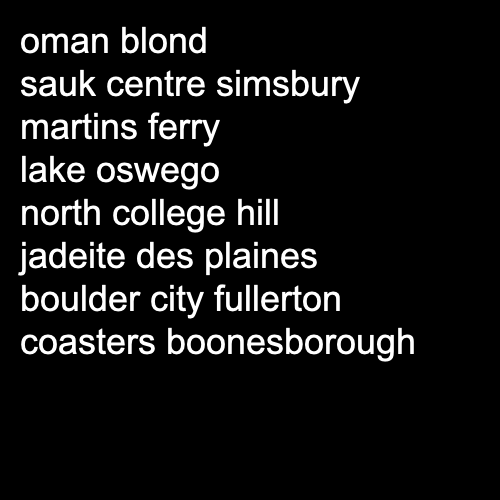 oman blond
sauk centre simsbury
martins ferry
lake oswego
north college hill
jadeite des plaines
boulder city fullerton
coasters boonesborough